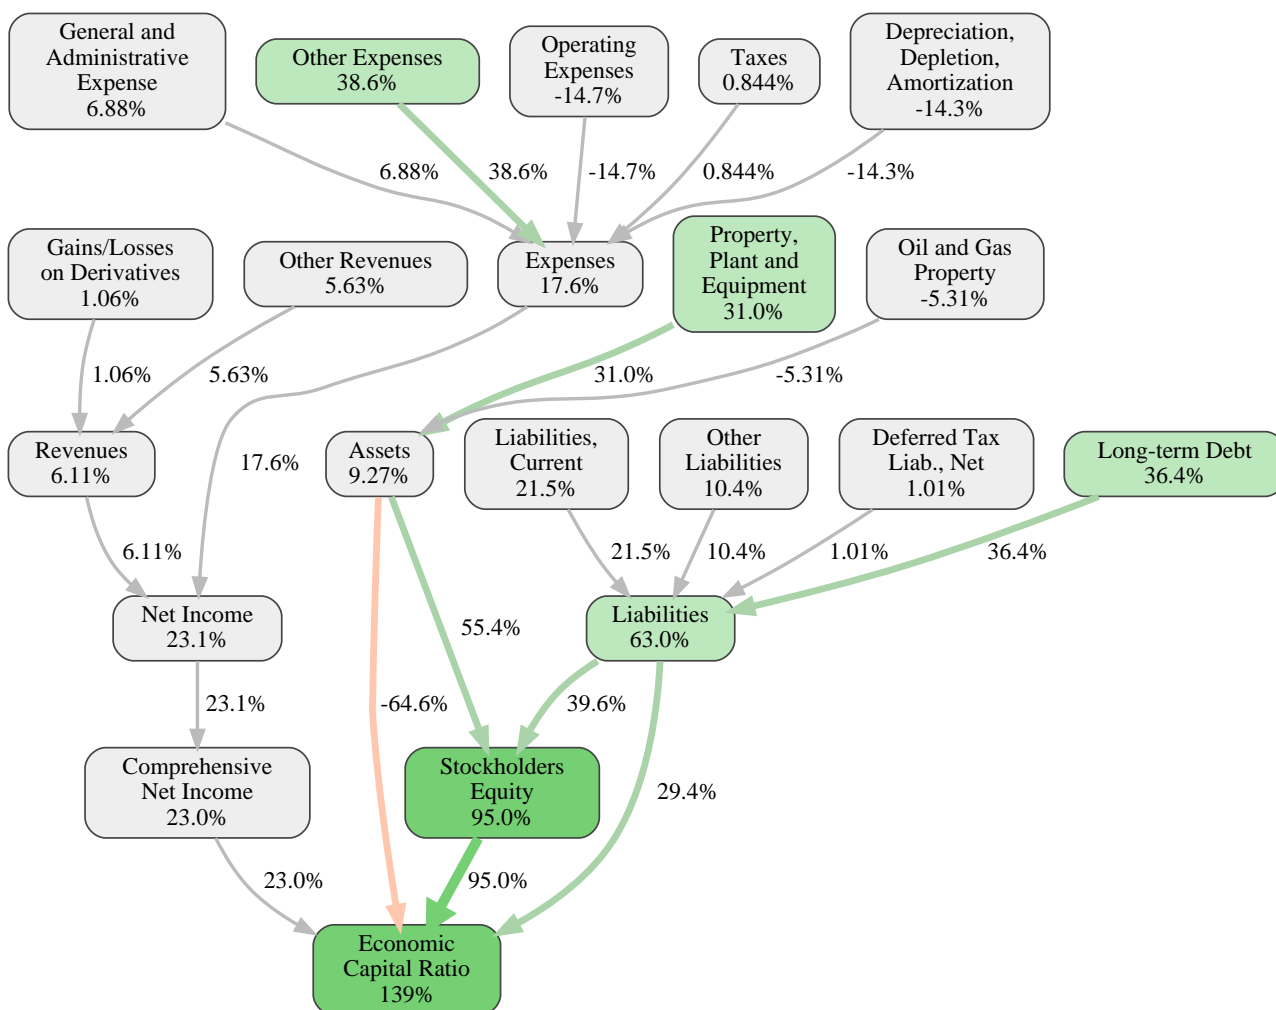 General and
Administrative
Expense
6.88%
Other Expenses
38.6%
Operating
Expenses
-14.7%
Taxes
0.844%
Depreciation,
Depletion,
Amortization
-14.3%
6.88%
38.6%
-14.7%
0.844%
-14.3%
Gains/Losses
on Derivatives
1.06%
Other Revenues
5.63%
Expenses
17.6%
Property,
Plant and
Equipment
31.0%
Oil and Gas
Property
-5.31%
1.06%
5.63%
31.0%
-5.31%
Revenues
6.11%
17.6%
Assets
9.27%
Liabilities,
Current
21.5%
Other
Liabilities
10.4%
Deferred Tax
Liab., Net
1.01%
Long-term Debt
36.4%
6.11%
21.5%
10.4%
1.01%
36.4%
Net Income
23.1%
55.4%
Liabilities
63.0%
23.1%
-64.6%
39.6%
Comprehensive
Net Income
23.0%
Stockholders
Equity
95.0%
29.4%
23.0%
95.0%
Economic
Capital Ratio
139%